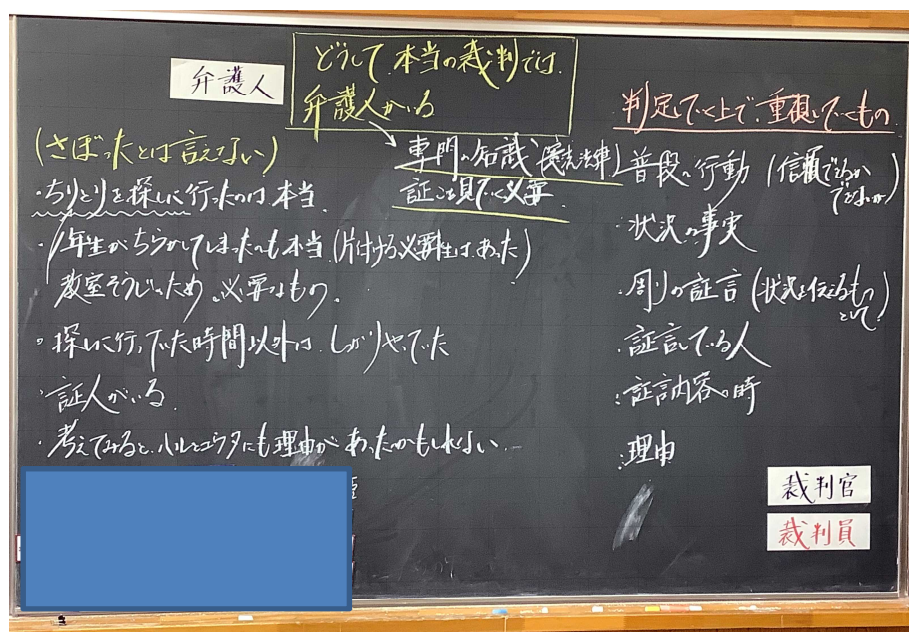 弁護人
どうして本当の裁判では
弁護人がいる
専門の知識(憲法法律)
証こを見ていく必要
(さぼったとは言えない)
・ちりとりを探しに行ったのは本当
・1年生がちらかしてしまったのも本当(片付ける必要性はあった)
教室そうじのため。必要なもの。
・探しに行っていた時間以外は しっかりやっていた
・証人がいる
・考えてみると、ハルとコウタにも理由があったかもしれない
判定していく上で重視していくもの
普段の行動(信頼できるか
できないか)
・状況の事実
・周りの証言(状況を伝えるもの
として)
・証言している人
・証言内容の時
・理由
裁判官
裁判員